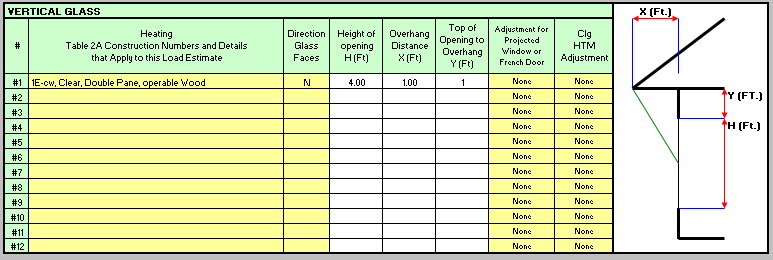 VERTICAL GLASS
# Heating Table 2A Construction Numbers and Details that Apply to this Load Estimate Direction Glass Faces Height of opening H (Ft) Overhang Distance X (Ft) Top of Opening to Overhang Y (Ft) Adjustment for Projected Window or French Door Clg HTM Adjustment
#1 1E-cw, Clear, Double Pane, operable Wood N 4.00 1.00 1 None None
#2 None None
#3 None None
#4 None None
#5 None None
#6 None None
#7 None None
#8 None None
#9 None None
#10 None None
#11 None None
#12 None None
X (Ft.)
Y (FT.)
H (Ft.)